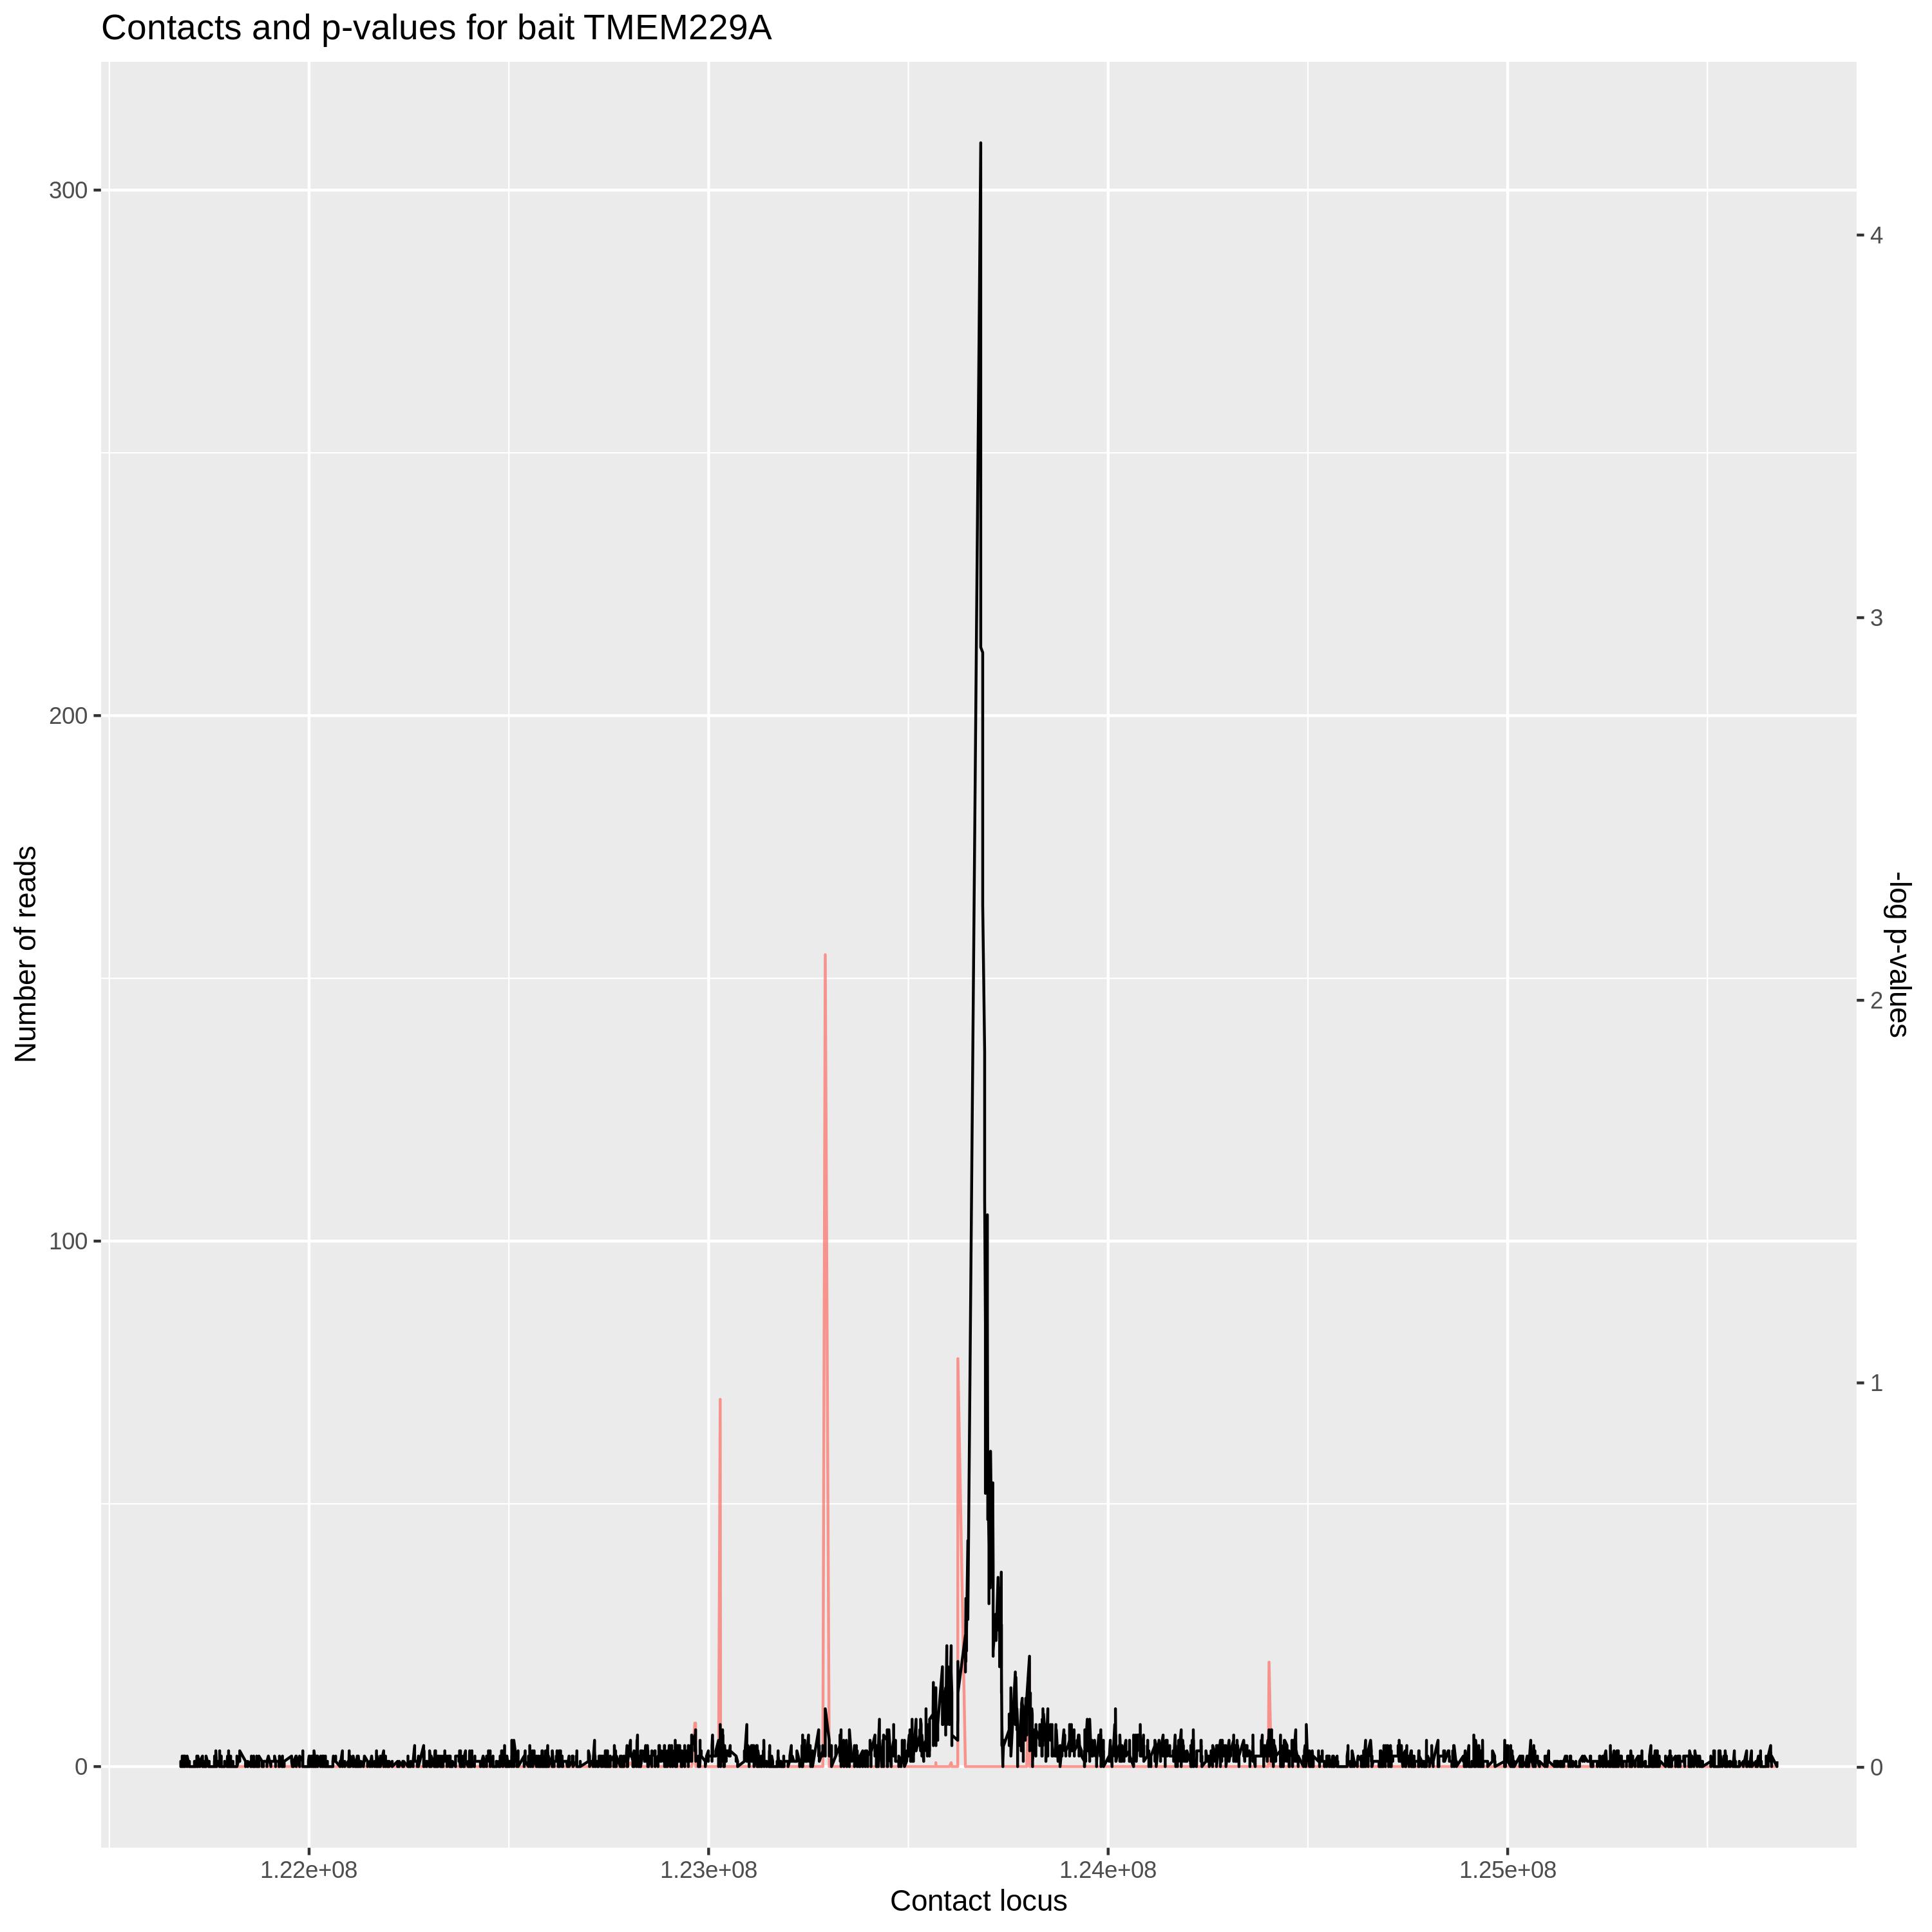 Contacts and p-values for bait TMEM229A
300
200
100
0
Number of reads
4
3
2
1
0
-log p-values
1.22e+08
1.23e+08
1.24e+08
1.25e+08
Contact locus